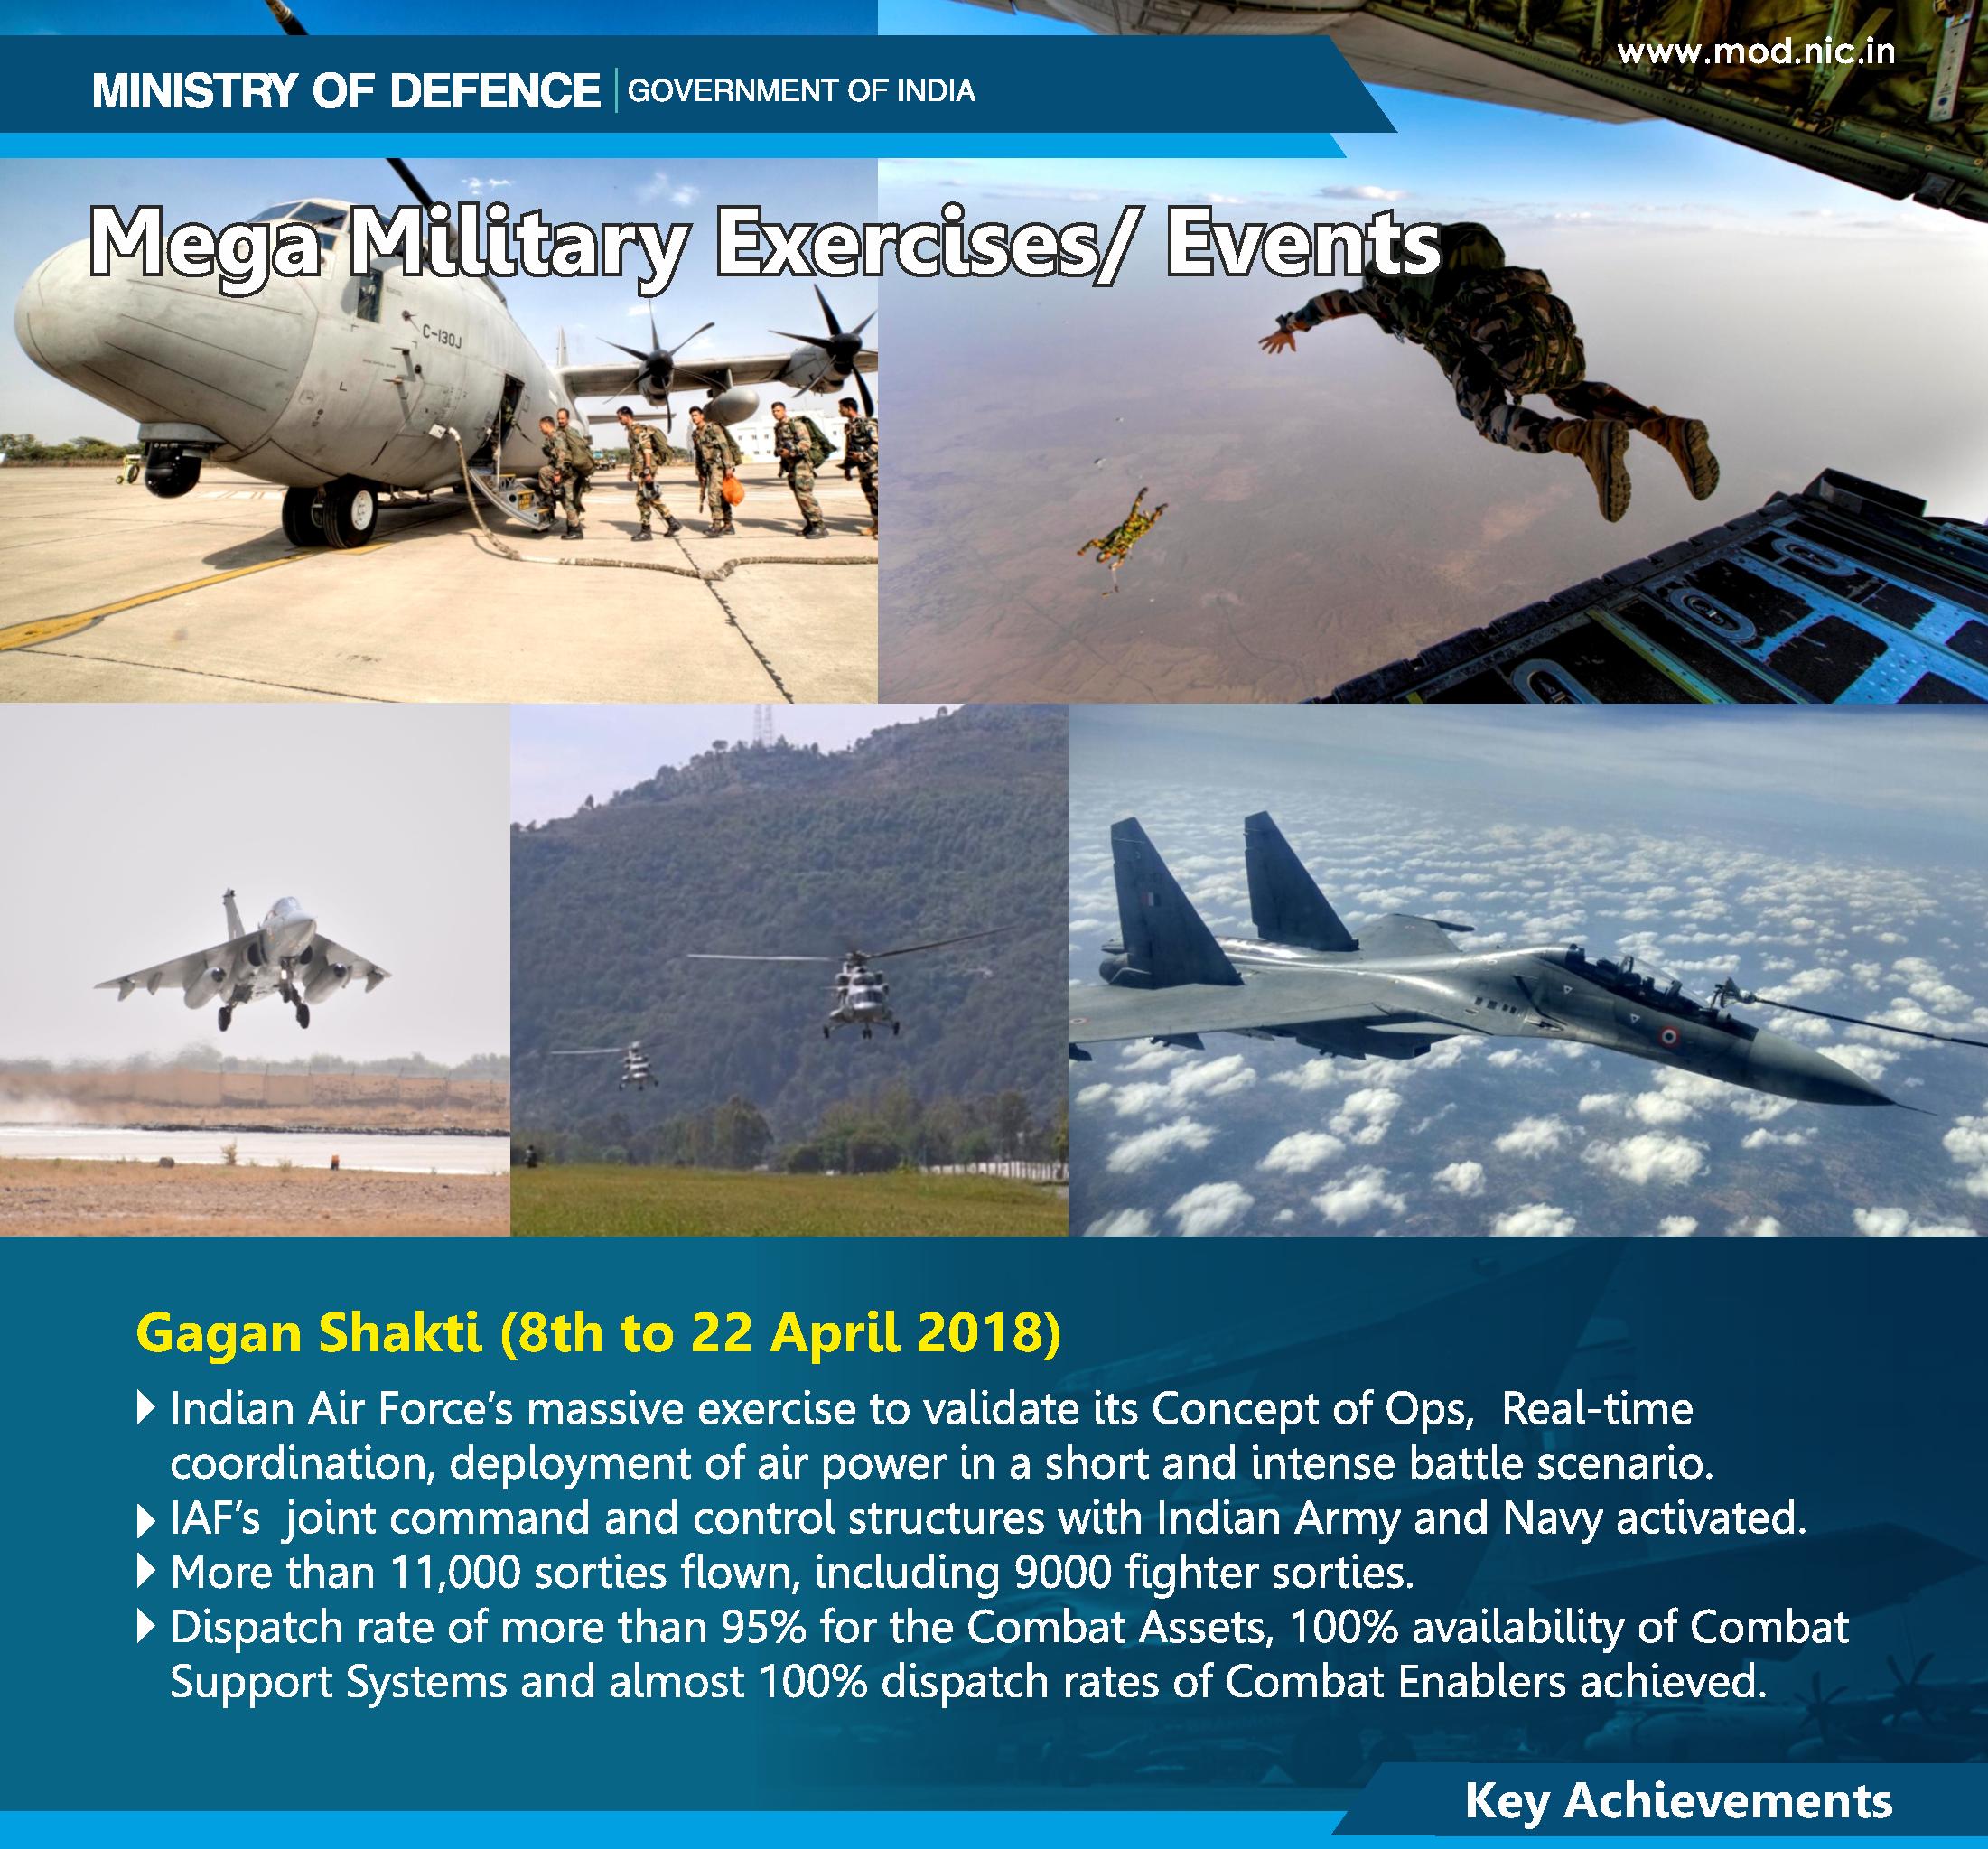 www.mod.nic.in
MINISTRY OF DEFENCE | GOVERNMENT OF INDIA
Mega Military Exercises/ Events
C-130J
Gagan Shakti (8th to 22 April 2018)
Indian Air Force’s massive exercise to validate its Concept of Ops, Real-time
coordination, deployment of air power in a short and intense battle scenario.
IAF’s joint command and control structures with Indian Army and Navy activated.
More than 11,000 sorties flown, including 9000 fighter sorties.
Dispatch rate of more than 95% for the Combat Assets, 100% availability of Combat
Support Systems and almost 100% dispatch rates of Combat Enablers achieved.
Key Achievements